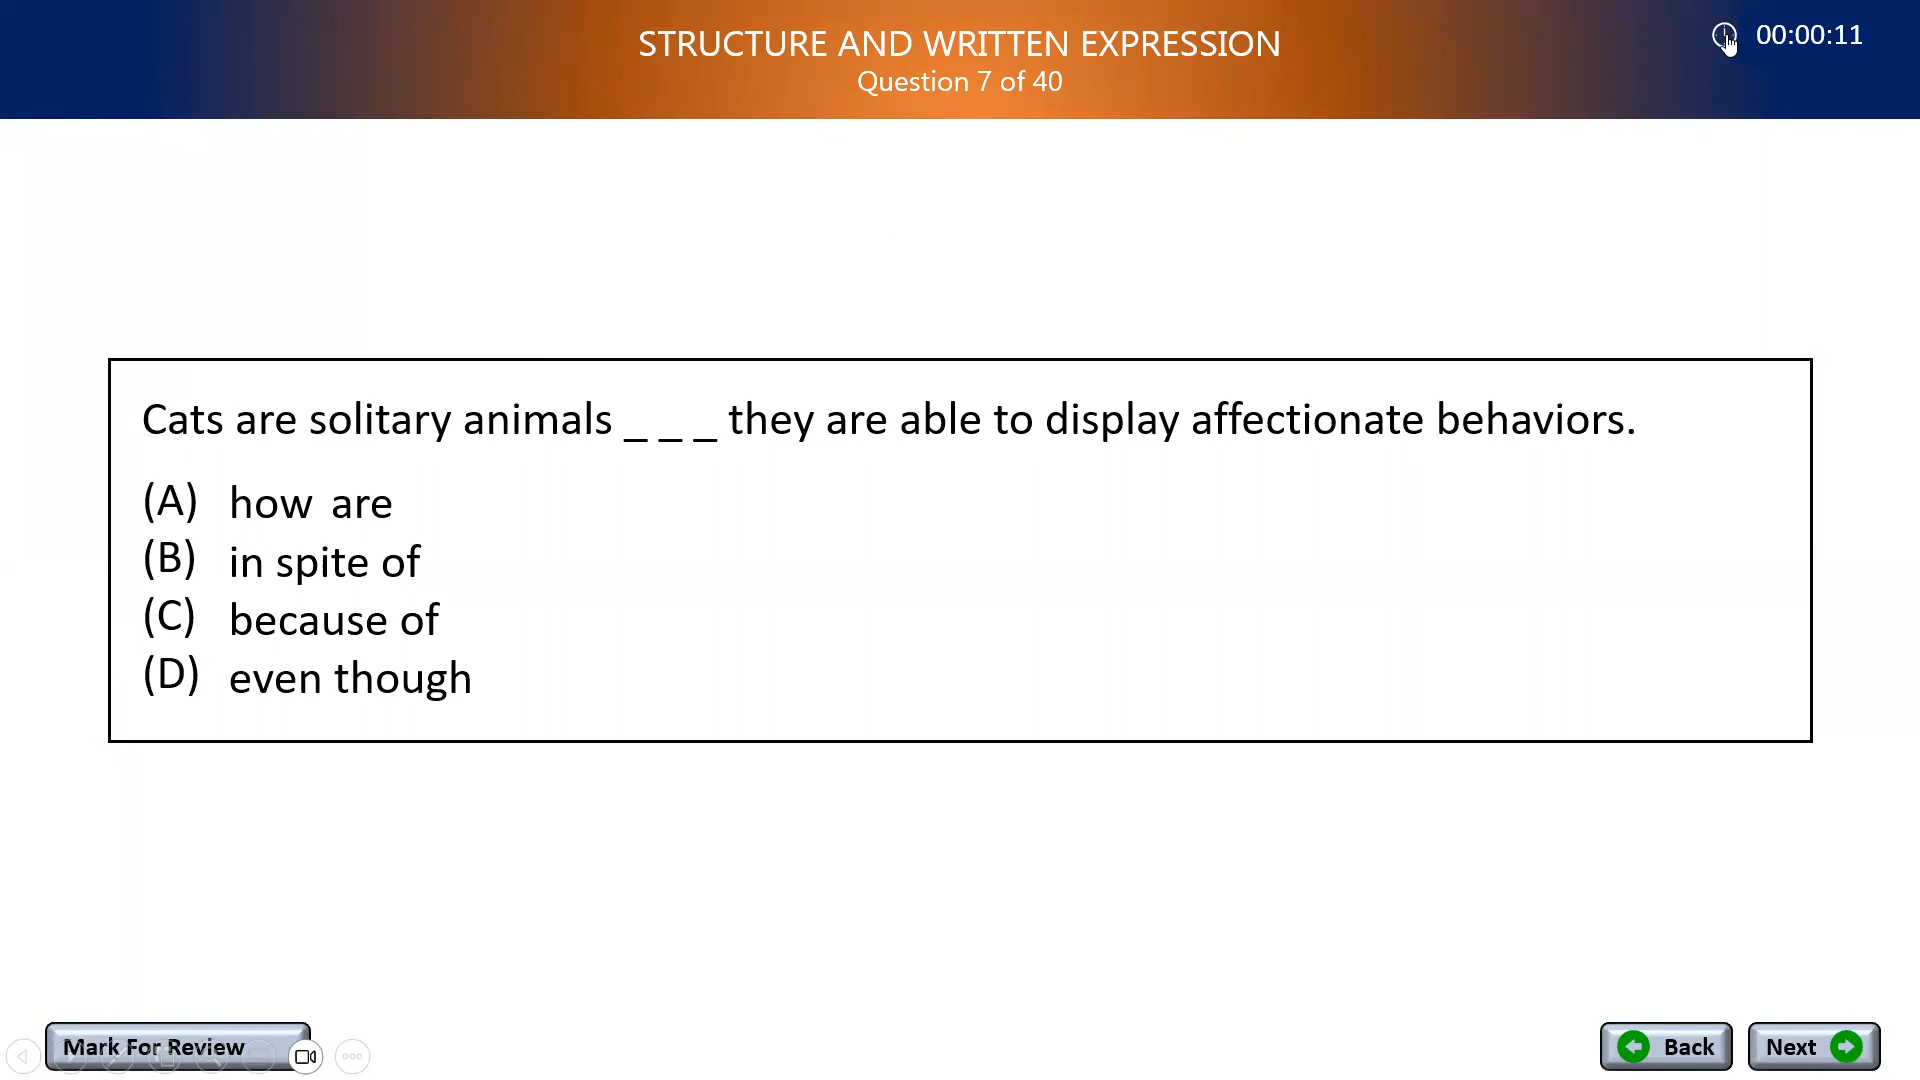 STRUCTURE AND WRITTEN EXPRESSION
Question 7 of 40
00:00:11
Cats are solitary animals _ _ _ they are able to display affectionate behaviors.
(A) how are
(B) in spite of
(C) because of
(D) even though
Mark For Review
Back
Next